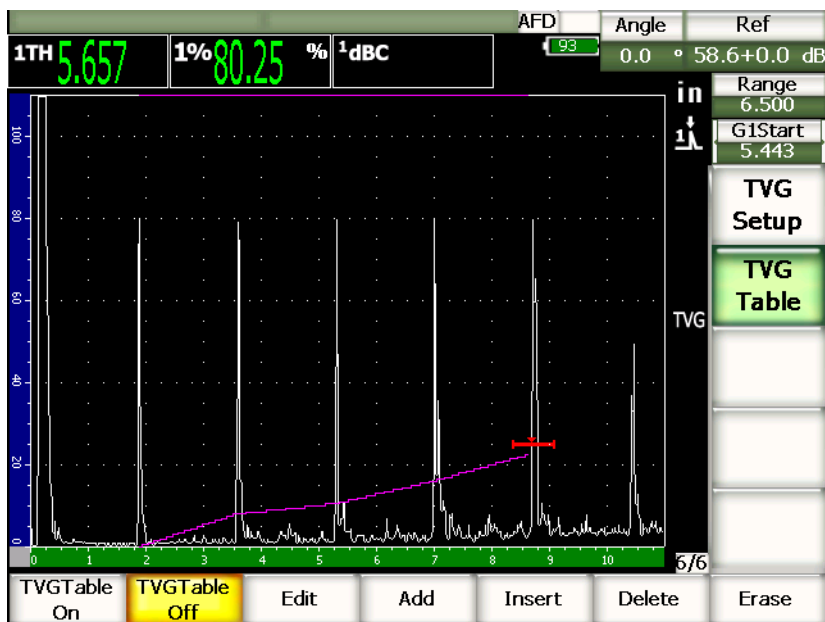 AFD
Angle
Ref
1TH 5.657
1% 80.25 %
1dBC
93
0.0 °
58.6+0.0 dB
in
Range
6.500
1
G1Start
5.443
TVG
Setup
TVG
Table
TVG
100
80
60
40
20
0
0 1 2 3 4 5 6 7 8 9 10
6/6
TVGTable
On
TVGTable
Off
Edit
Add
Insert
Delete
Erase